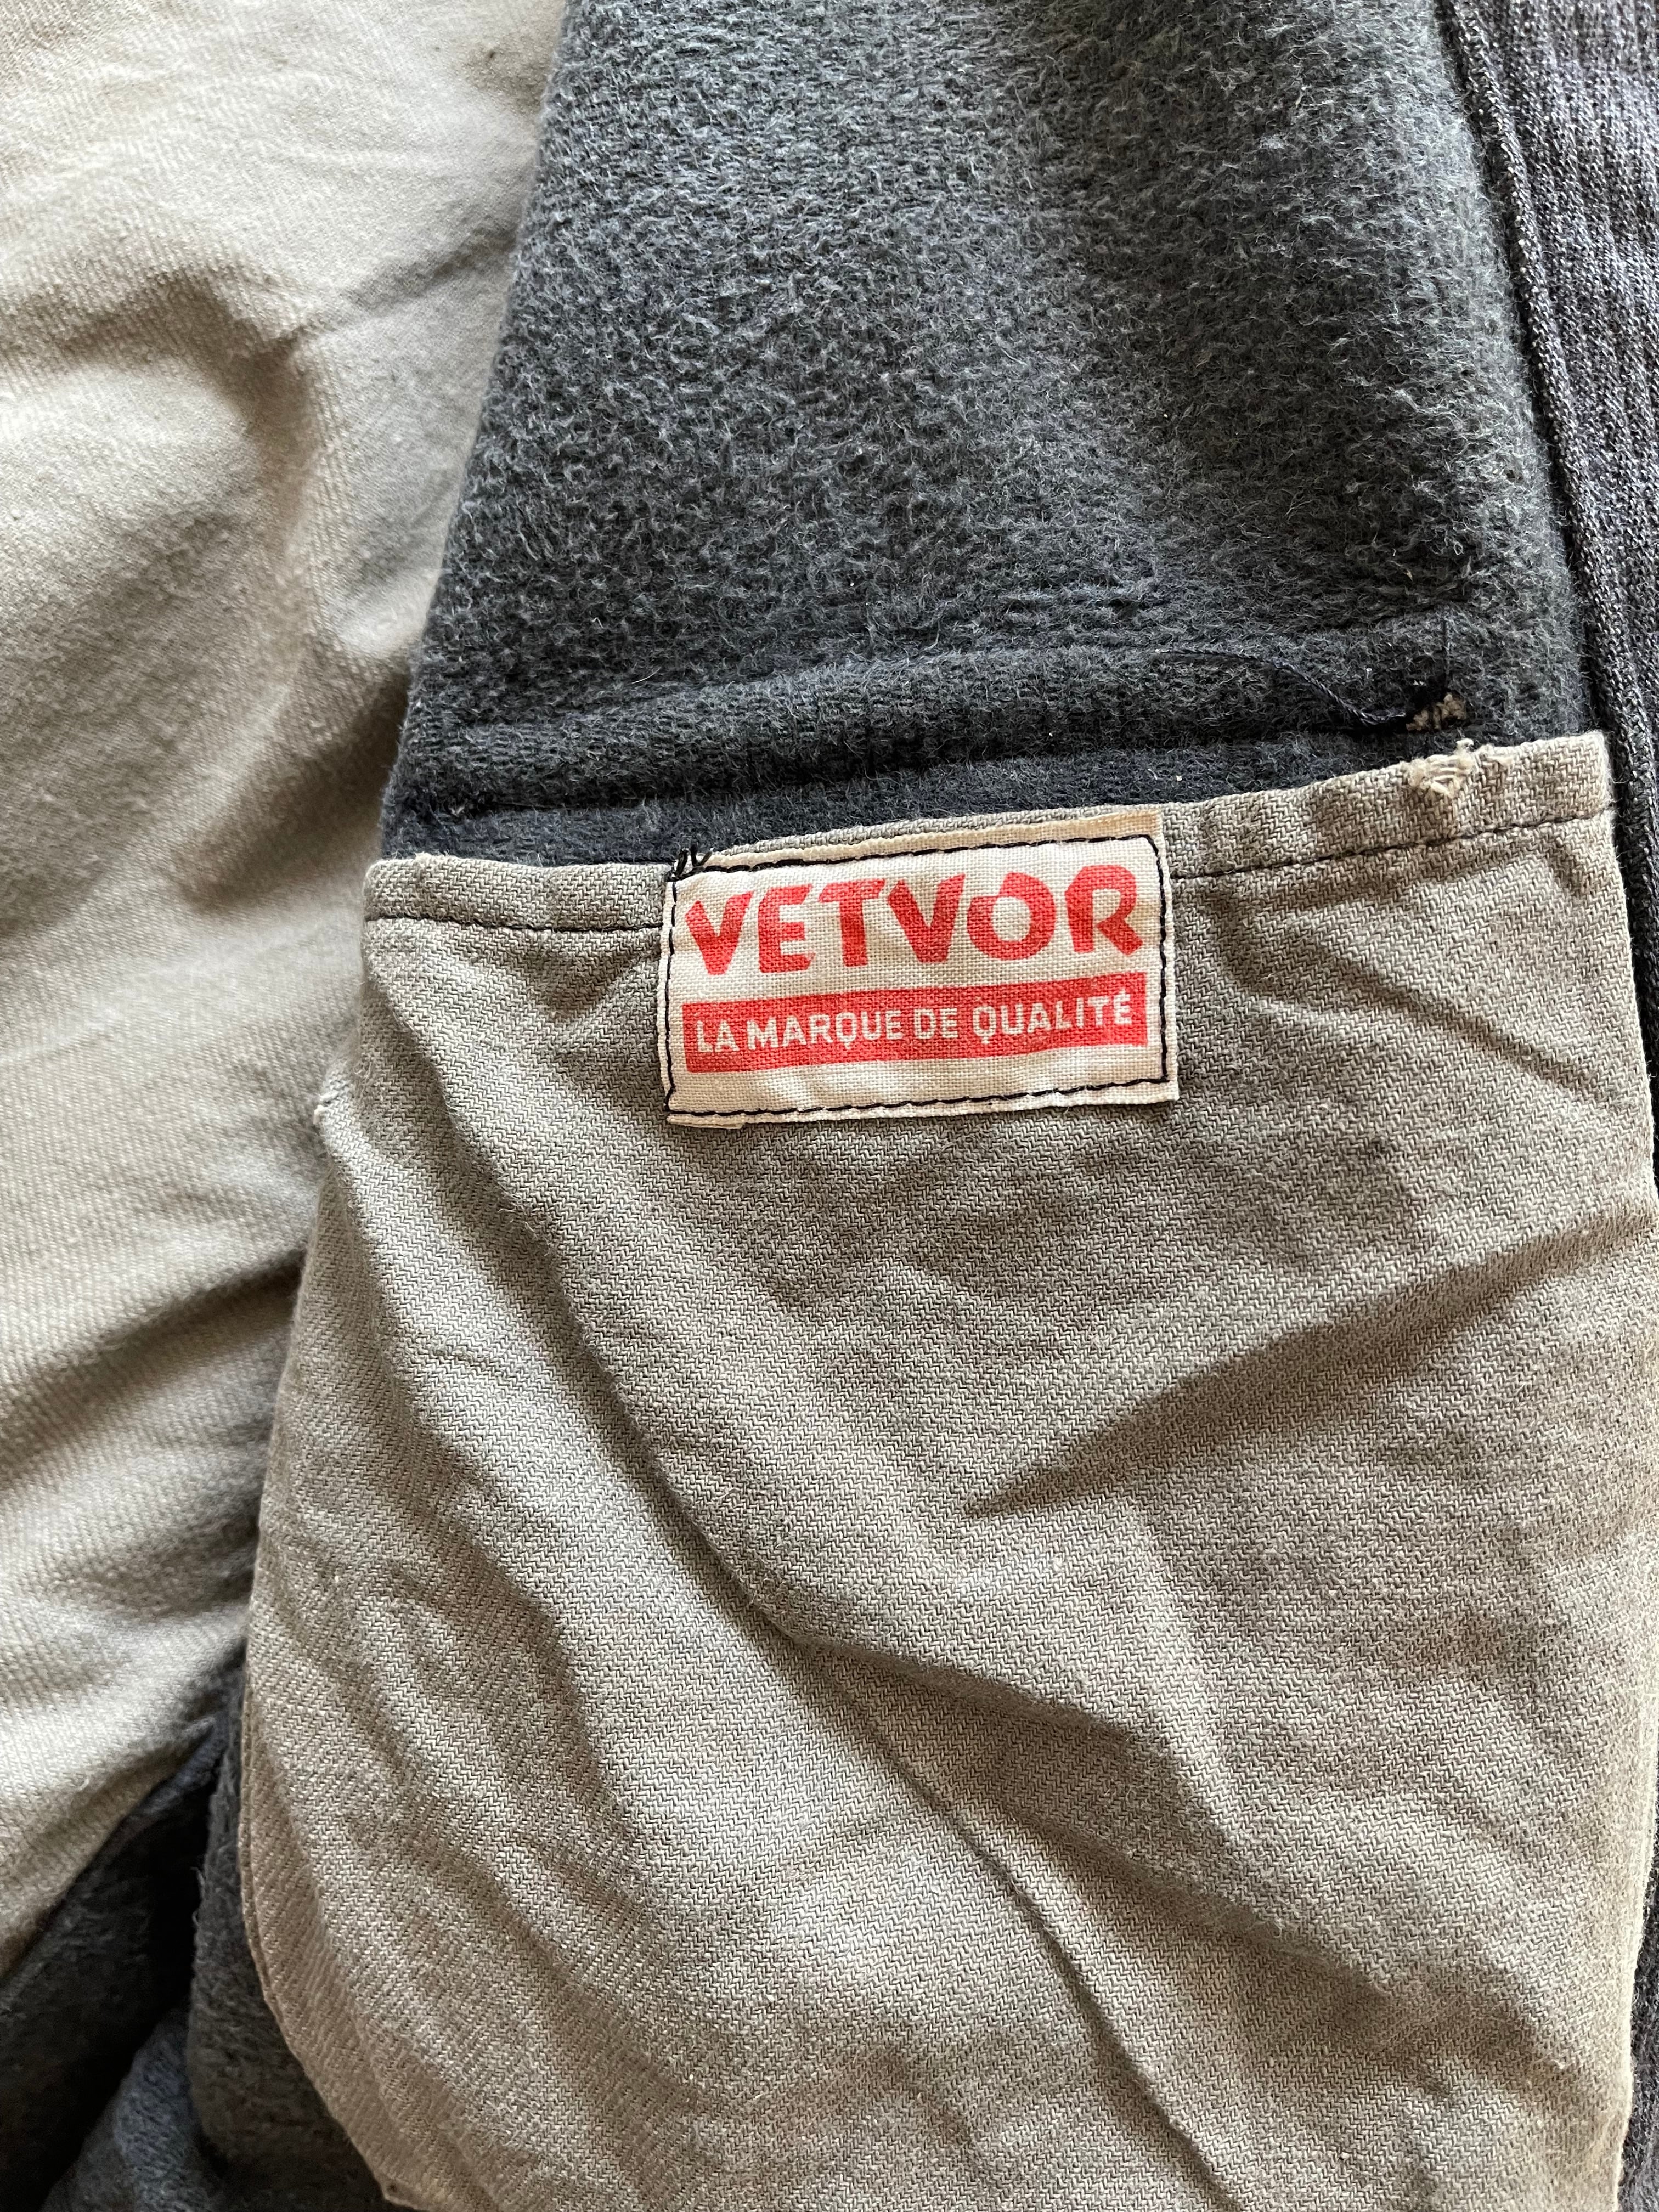 VETVOR
LA MARQUE DE QUALITÉ